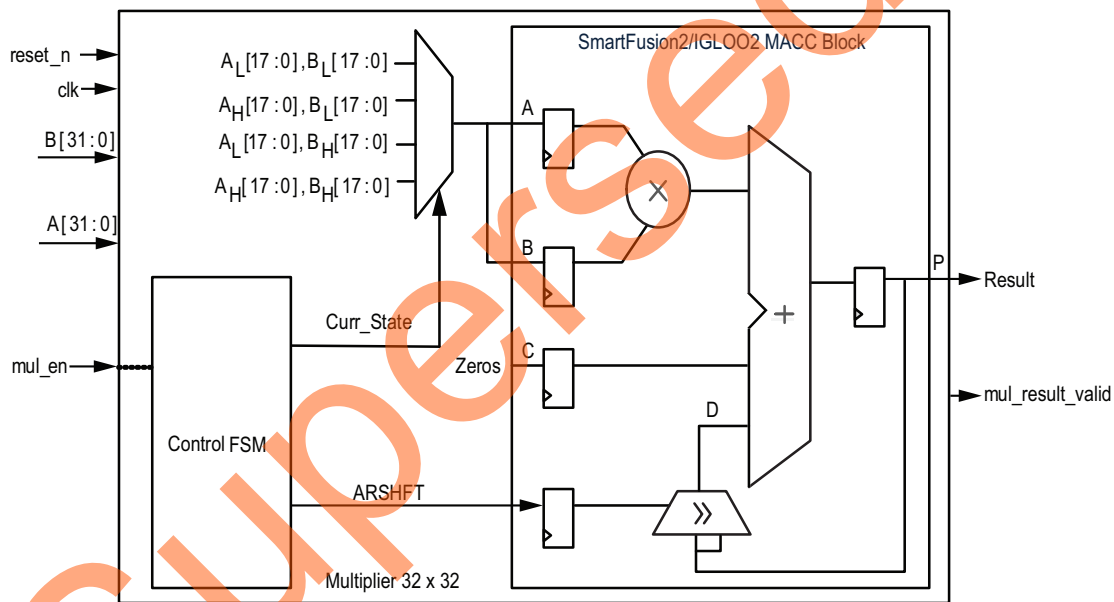 SmartFusion2/IGLOO2 MACC Block
reset_n
clk
B[31:0]
A[31:0]
mul_en
AL[17:0],BL[17:0]
AH[17:0],BL[17:0]
AL[17:0],BH[17:0]
AH[17:0],BH[17:0]
A
X
B
Curr_State
Zeros
C
+
P
Result
mul_result_valid
D
Control FSM
ARSHFT
>>
Multiplier 32 x 32
Superseded